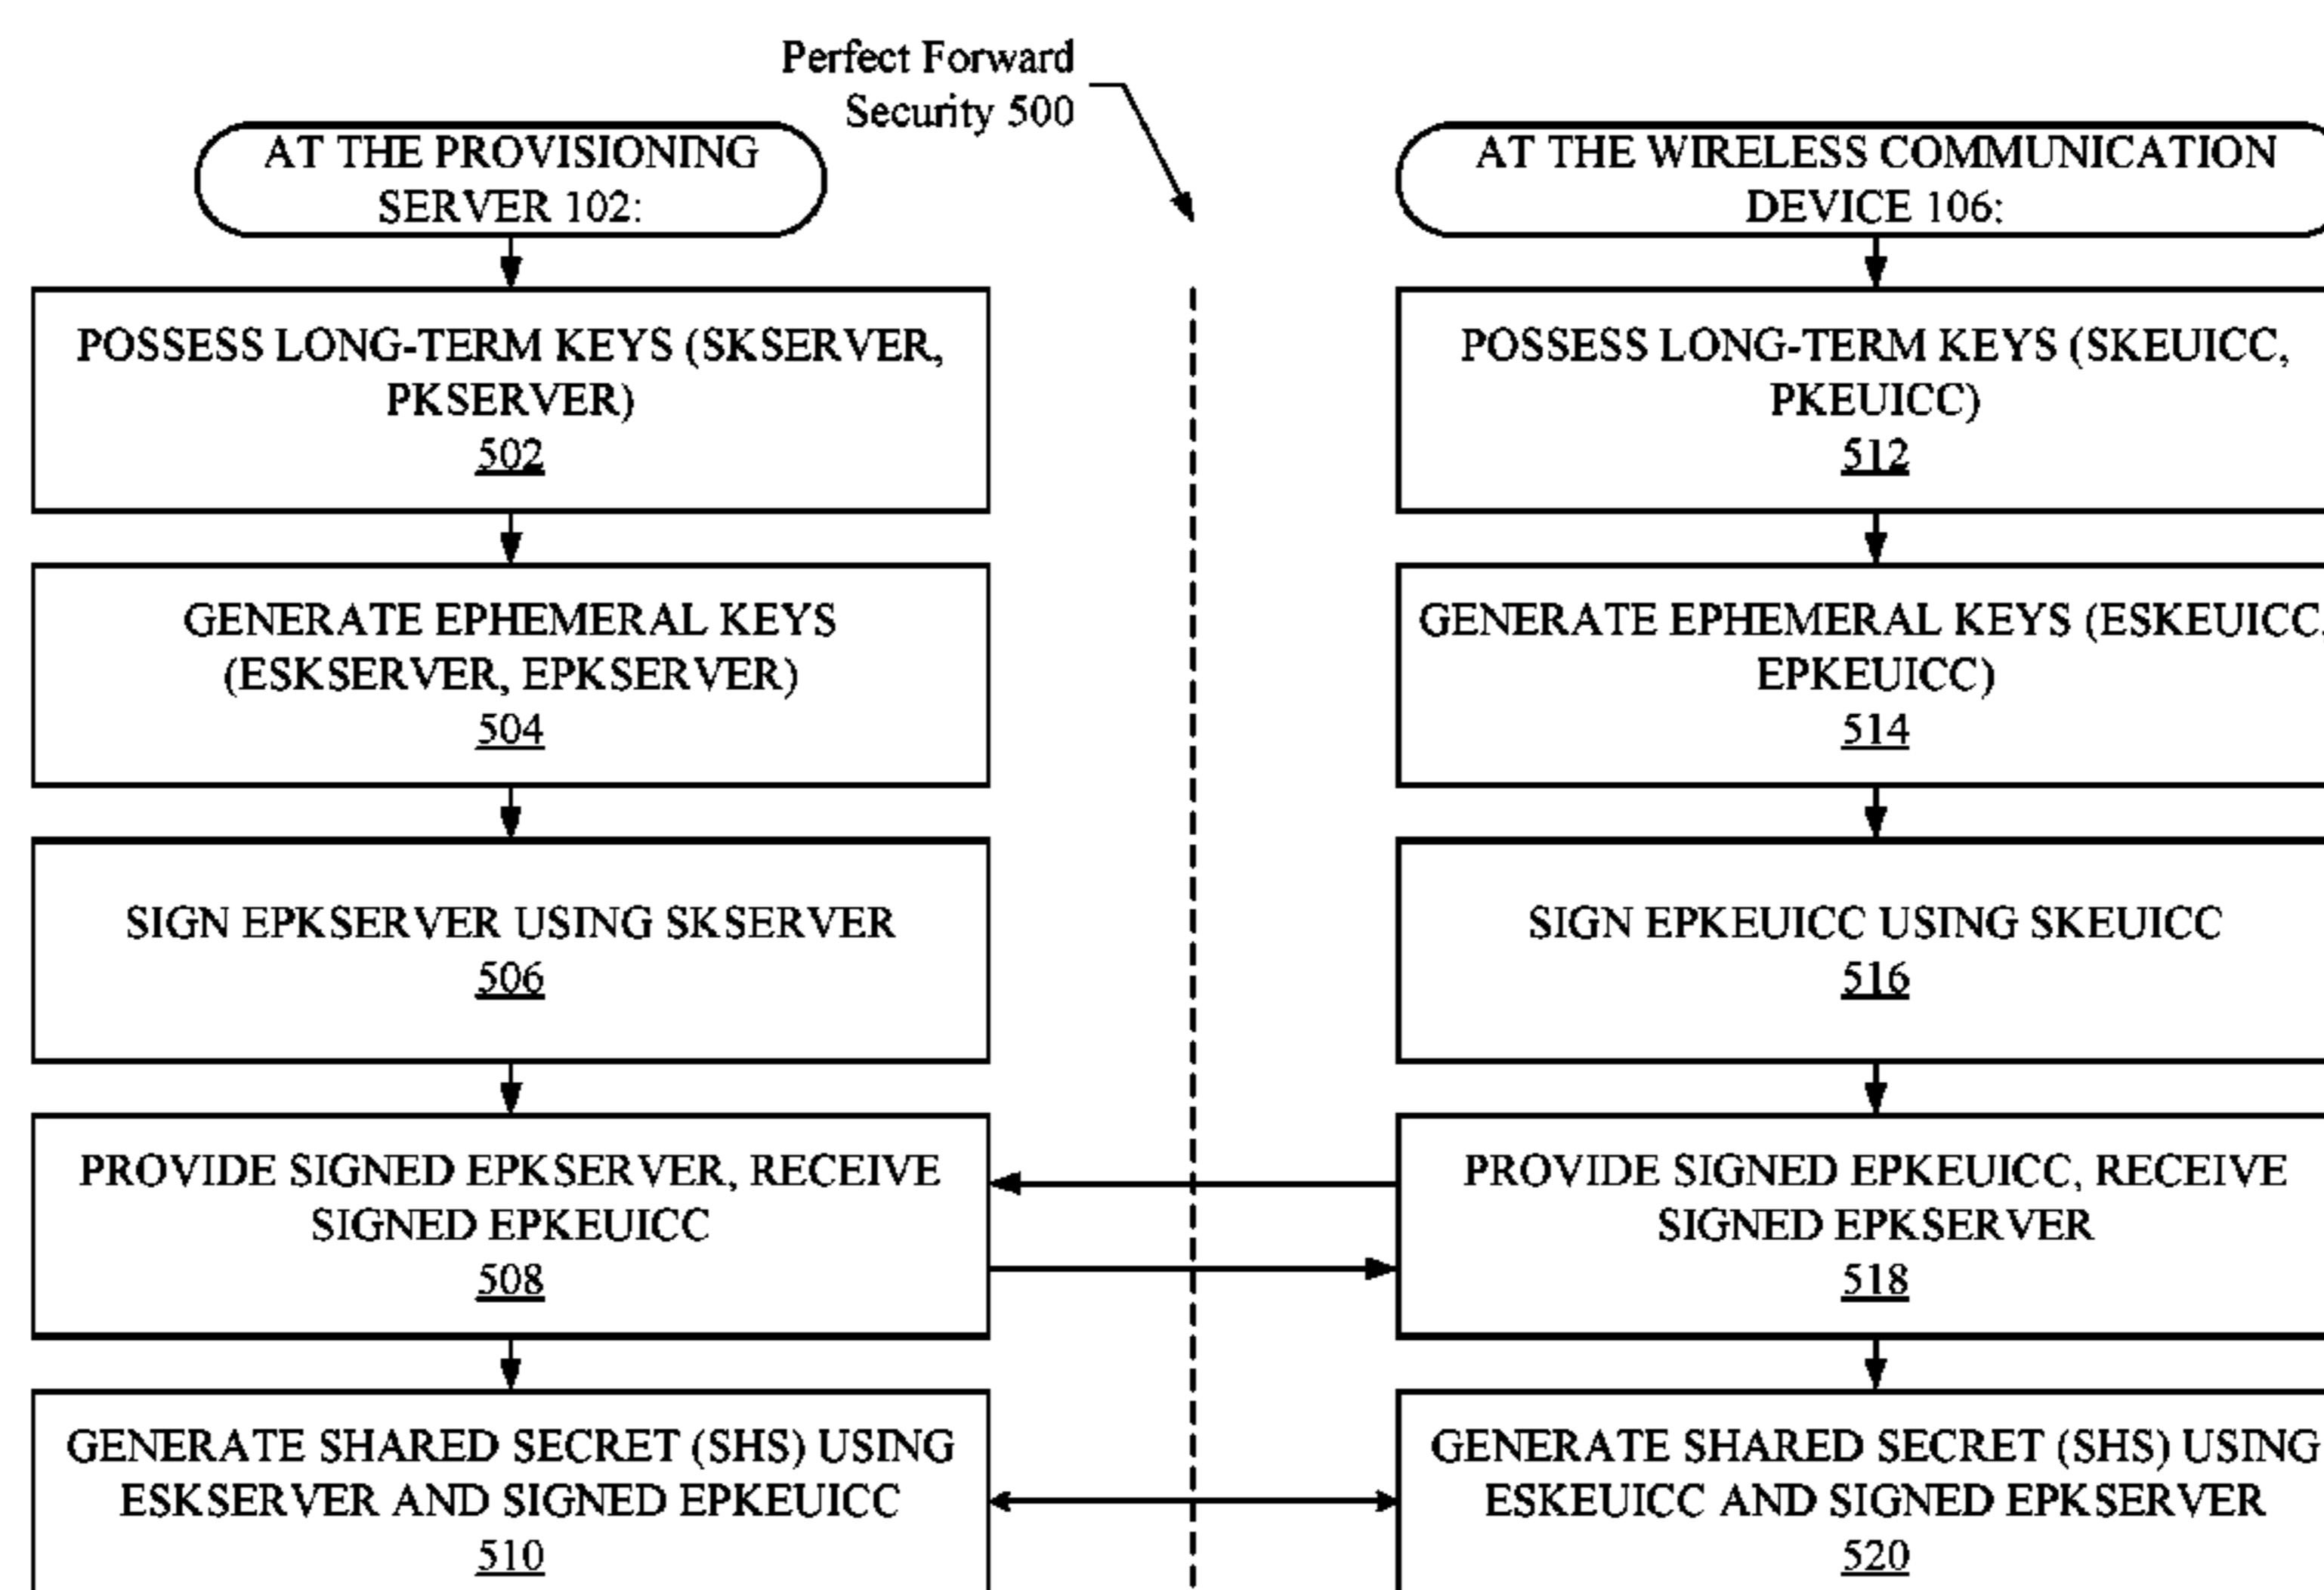 Perfect Forward
Security 500
AT THE PROVISIONING
SERVER 102:
POSSESS LONG-TERM KEYS (SKSERVER,
PKSERVER)
502
GENERATE EPHEMERAL KEYS
(ESKSERVER, EPKSERVER)
504
SIGN EPKSERVER USING SKSERVER
506
PROVIDE SIGNED EPKSERVER, RECEIVE
SIGNED EPKEUICC
508
GENERATE SHARED SECRET (SHS) USING
ESKSERVER AND SIGNED EPKEUICC
510
AT THE WIRELESS COMMUNICATION
DEVICE 106:
POSSESS LONG-TERM KEYS (SKEUICC,
PKEUICC)
512
GENERATE EPHEMERAL KEYS (ESKEUICC,
EPKEUICC)
514
SIGN EPKEUICC USING SKEUICC
516
PROVIDE SIGNED EPKEUICC, RECEIVE
SIGNED EPKSERVER
518
GENERATE SHARED SECRET (SHS) USING
ESKEUICC AND SIGNED EPKSERVER
520